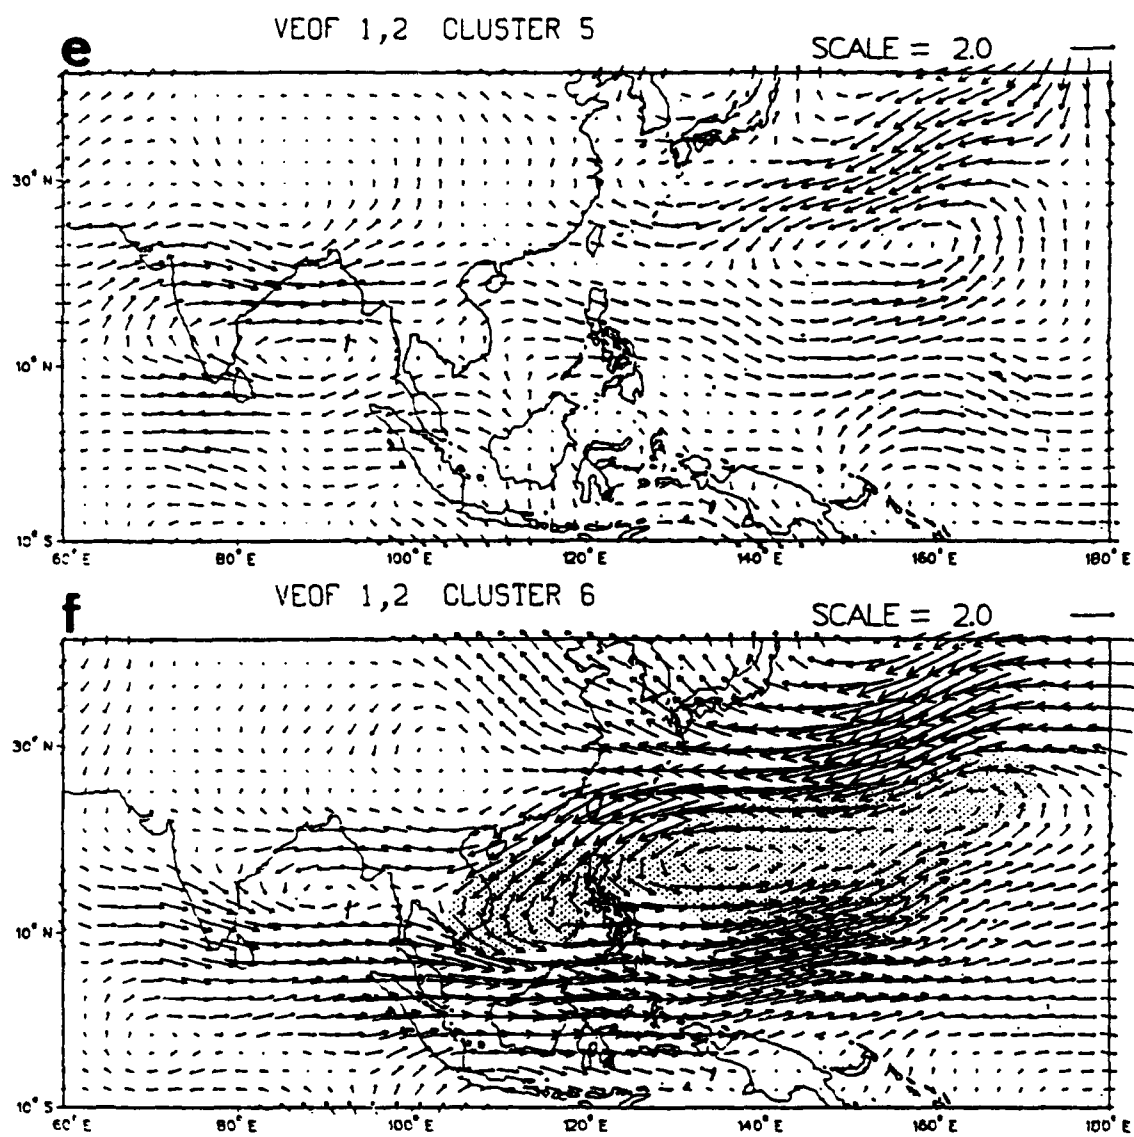 e
VEOF 1,2 CLUSTER 5
SCALE = 2.0
30° N
10° N
10° S
60° E 80° E 100° E 120° E 140° E 160° E 180° E
f
VEOF 1,2 CLUSTER 6
SCALE = 2.0
30° N
10° N
10° S
60° E 80° E 100° E 120° E 140° E 160° E 180° E